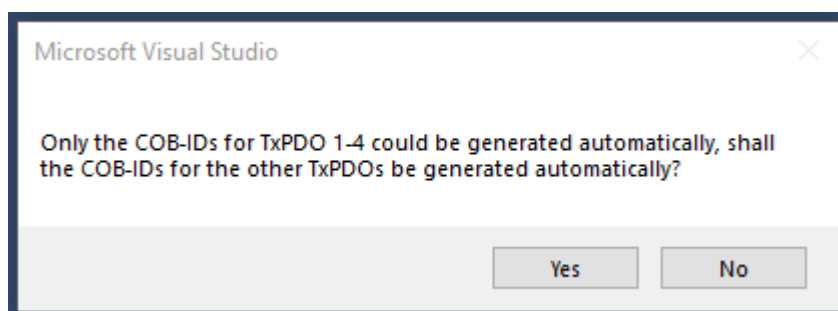 Microsoft Visual Studio
Only the COB-IDs for TxPDO 1-4 could be generated automatically, shall
the COB-IDs for the other TxPDOs be generated automatically?
Yes No